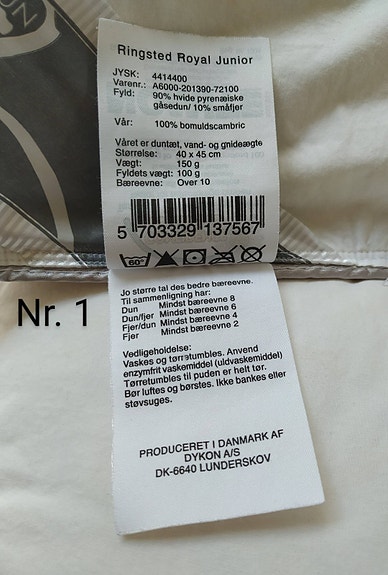 Ringsted Royal Junior
JYSK: 4414400
Varenr.: A6000-201390-72100
Fyld: 90% hvide pyrenæiske
gåsedun/ 10% småfjer
Vår: 100% bomuldscambric
Våret er duntæt, vand- og gnideægte
Størrelse: 40 x 45 cm
Vægt: 150 g
Fyldets vægt: 100 g
Bæreevne: Over 10
5 703329 137567
60°
Jo større tal des bedre bæreevne.
Til sammenligning har:
Dun Mindst bæreevne 8
Dun/fjer Mindst bæreevne 6
Fjer/dun Mindst bæreevne 4
Fjer Mindst bæreevne 2
Nr. 1
Vedligeholdelse:
Vaskes og tørretumbles. Anvend
enzymfrit vaskemiddel (uldvaskemiddel)
Tørretumbles til puden er helt tør.
Bør luftes og børstes. Ikke bankes eller
støvsuges.
PRODUCERET I DANMARK AF
DYKON A/S
DK-6640 LUNDERSKOV